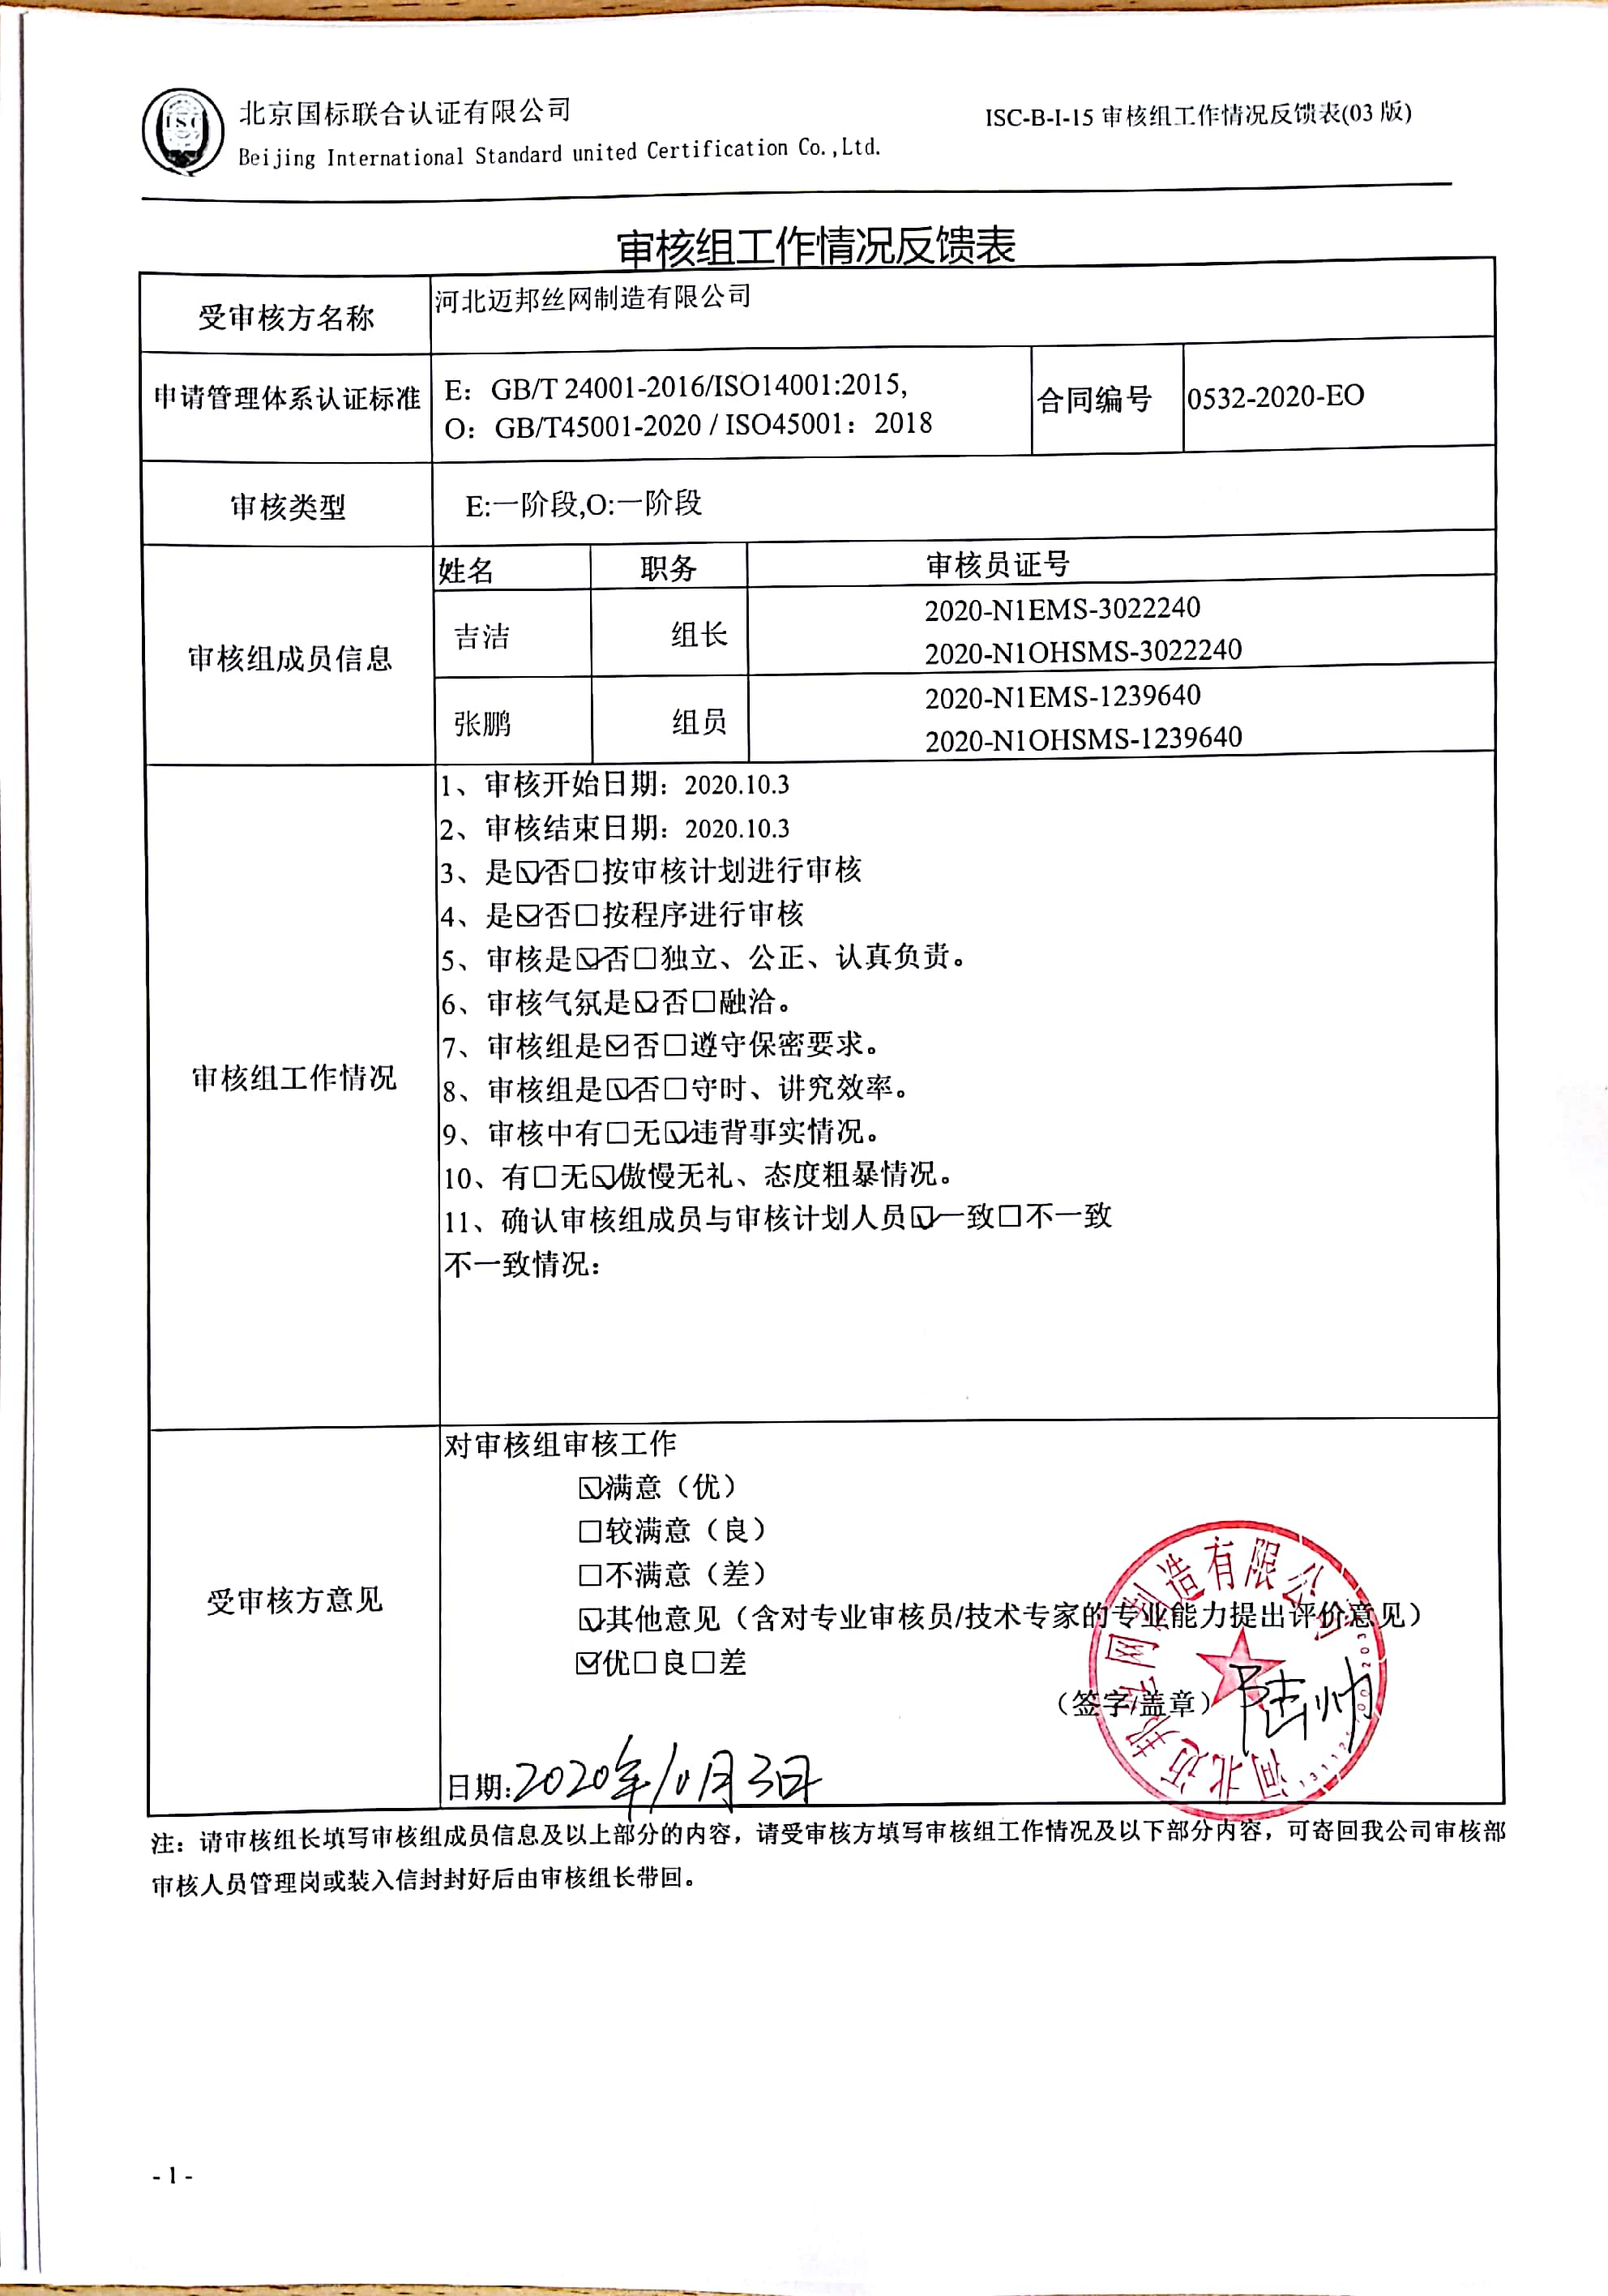 ISC
北京国标联合认证有限公司
Beijing International Standard united Certification Co.,Ltd.
ISC-B-I-15 审核组工作情况反馈表(03 版)
审核组工作情况反馈表
受审核方名称
河北迈邦丝网制造有限公司
申请管理体系认证标准
E：GB/T 24001-2016/ISO14001:2015,
O：GB/T45001-2020 / ISO45001：2018
合同编号
0532-2020-EO
审核类型
E:一阶段,O:一阶段
审核组成员信息
姓名 职务 审核员证号
吉洁 组长 2020-N1EMS-3022240
2020-N1OHSMS-3022240
张鹏 组员 2020-N1EMS-1239640
2020-N1OHSMS-1239640
审核组工作情况
1、审核开始日期：2020.10.3
2、审核结束日期：2020.10.3
3、是☑否□按审核计划进行审核
4、是☑否□按程序进行审核
5、审核是☑否□独立、公正、认真负责。
6、审核气氛是☑否□融洽。
7、审核组是☑否□遵守保密要求。
8、审核组是☑否□守时、讲究效率。
9、审核中有□无☑违背事实情况。
10、有□无☑傲慢无礼、态度粗暴情况。
11、确认审核组成员与审核计划人员☑一致□不一致
不一致情况：
受审核方意见
对审核组审核工作
☑满意（优）
□较满意（良）
□不满意（差）
☑其他意见（含对专业审核员/技术专家的专业能力提出评价意见）
☑优□良□差
（签字/盖章）陆帅
河北迈邦丝网制造有限公司
日期:2020年10月3日
注：请审核组长填写审核组成员信息及以上部分的内容，请受审核方填写审核组工作情况及以下部分内容，可寄回我公司审核部
审核人员管理岗或装入信封封好后由审核组长带回。
- 1 -